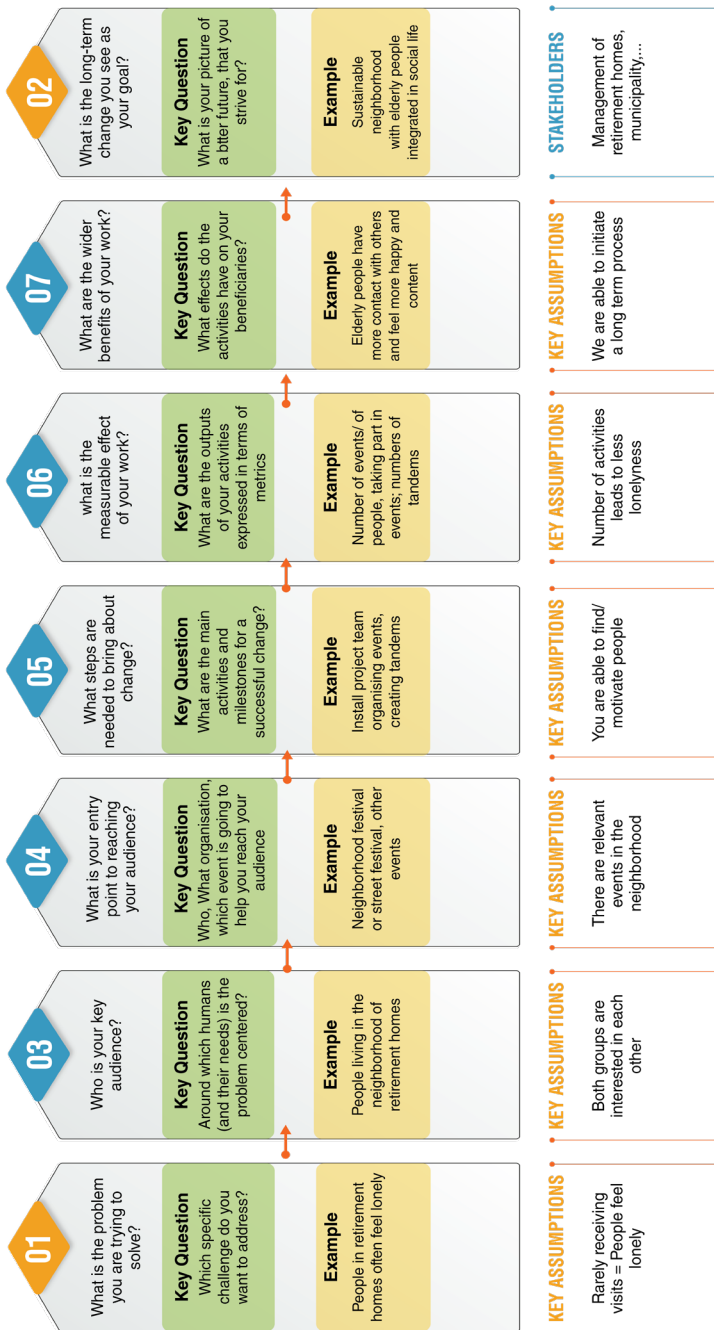 01
What is the problem
you are trying to
solve?
Key Question
Which specific
challenge do you
want to address?
Example
People in retirement
homes often feel lonely
KEY ASSUMPTIONS
Rarely receiving
visits = People feel
lonely
03
Who is your key
audience?
Key Question
Around which humans
(and their needs) is the
problem centered?
Example
People living in the
neighborhood of
retirement homes
KEY ASSUMPTIONS
Both groups are
interested in each
other
04
What is your entry
point to reaching
your audience?
Key Question
Who, What organisation,
which event is going to
help you reach your
audience
Example
Neighborhood festival
or street festival, other
events
KEY ASSUMPTIONS
There are relevant
events in the
neighborhood
05
What steps are
needed to bring about
change?
Key Question
What are the main
activities and
milestones for a
successful change?
Example
Install project team
organising events,
creating tandems
KEY ASSUMPTIONS
You are able to find/
motivate people
06
what is the
measurable effect
of your work?
Key Question
What are the outputs
of your activities
expressed in terms of
metrics
Example
Number of events/ of
people, taking part in
events; numbers of
tandems
KEY ASSUMPTIONS
Number of activities
leads to less
lonelyness
07
What are the wider
benefits of your work?
Key Question
What effects do the
activities have on your
beneficiaries?
Example
Elderly people have
more contact with others
and feel more happy and
content
KEY ASSUMPTIONS
We are able to initiate
a long term process
02
What is the long-term
change you see as
your goal?
Key Question
What is your picture of
a btter future, that you
strive for?
Example
Sustainable
neighborhood
with elderly people
integrated in social life
STAKEHOLDERS
Management of
retirement homes,
municipality,...